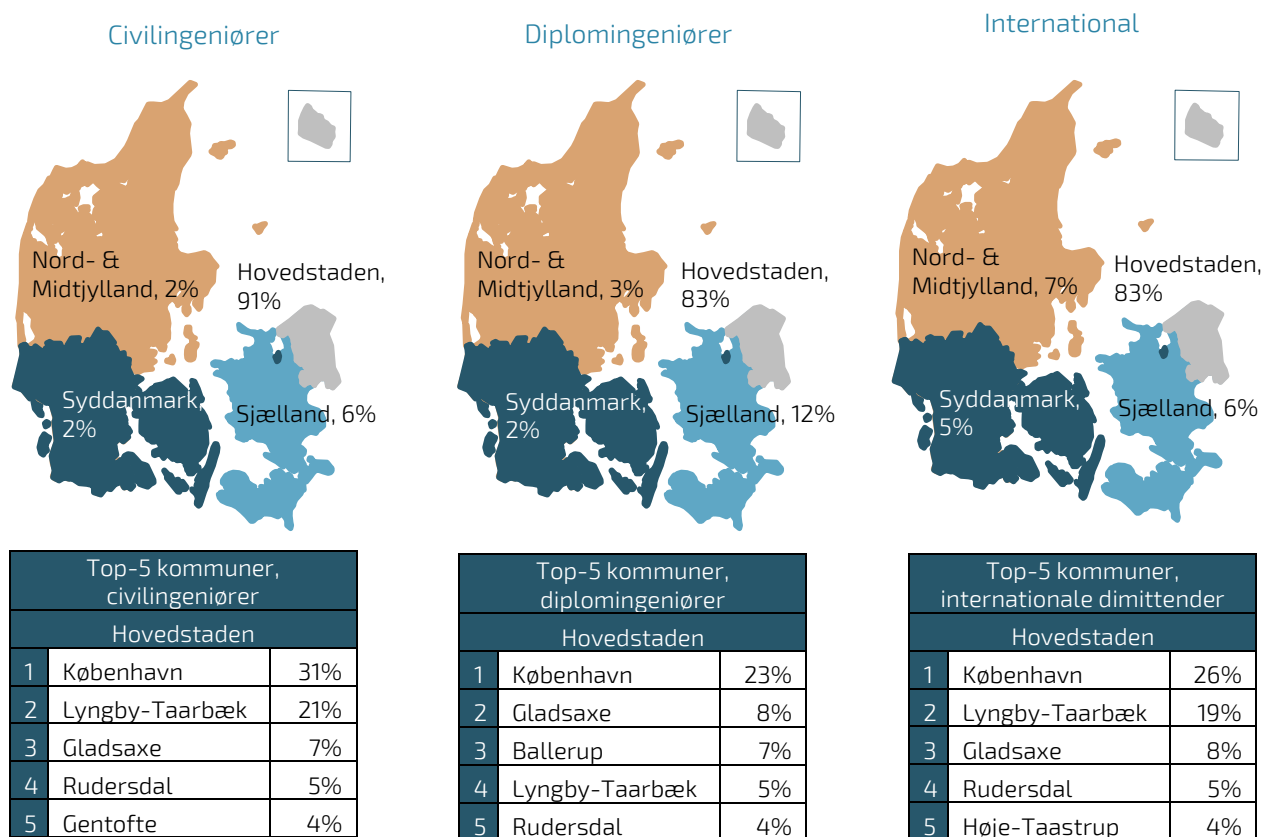 Civilingeniører
Nord- &
Midtjylland, 2%
Hovedstaden,
91%
Syddanmark,
2%
Sjælland, 6%
Top-5 kommuner,
civilingeniører
Hovedstaden
1 København 31%
2 Lyngby-Taarbæk 21%
3 Gladsaxe 7%
4 Rudersdal 5%
5 Gentofte 4%
Diplomingeniører
Nord- &
Midtjylland, 3%
Hovedstaden,
83%
Syddanmark,
2%
Sjælland, 12%
Top-5 kommuner,
diplomingeniører
Hovedstaden
1 København 23%
2 Gladsaxe 8%
3 Ballerup 7%
4 Lyngby-Taarbæk 5%
5 Rudersdal 4%
International
Nord- &
Midtjylland, 7%
Hovedstaden,
83%
Syddanmark,
5%
Sjælland, 6%
Top-5 kommuner,
internationale dimittender
Hovedstaden
1 København 26%
2 Lyngby-Taarbæk 19%
3 Gladsaxe 8%
4 Rudersdal 5%
5 Høje-Taastrup 4%